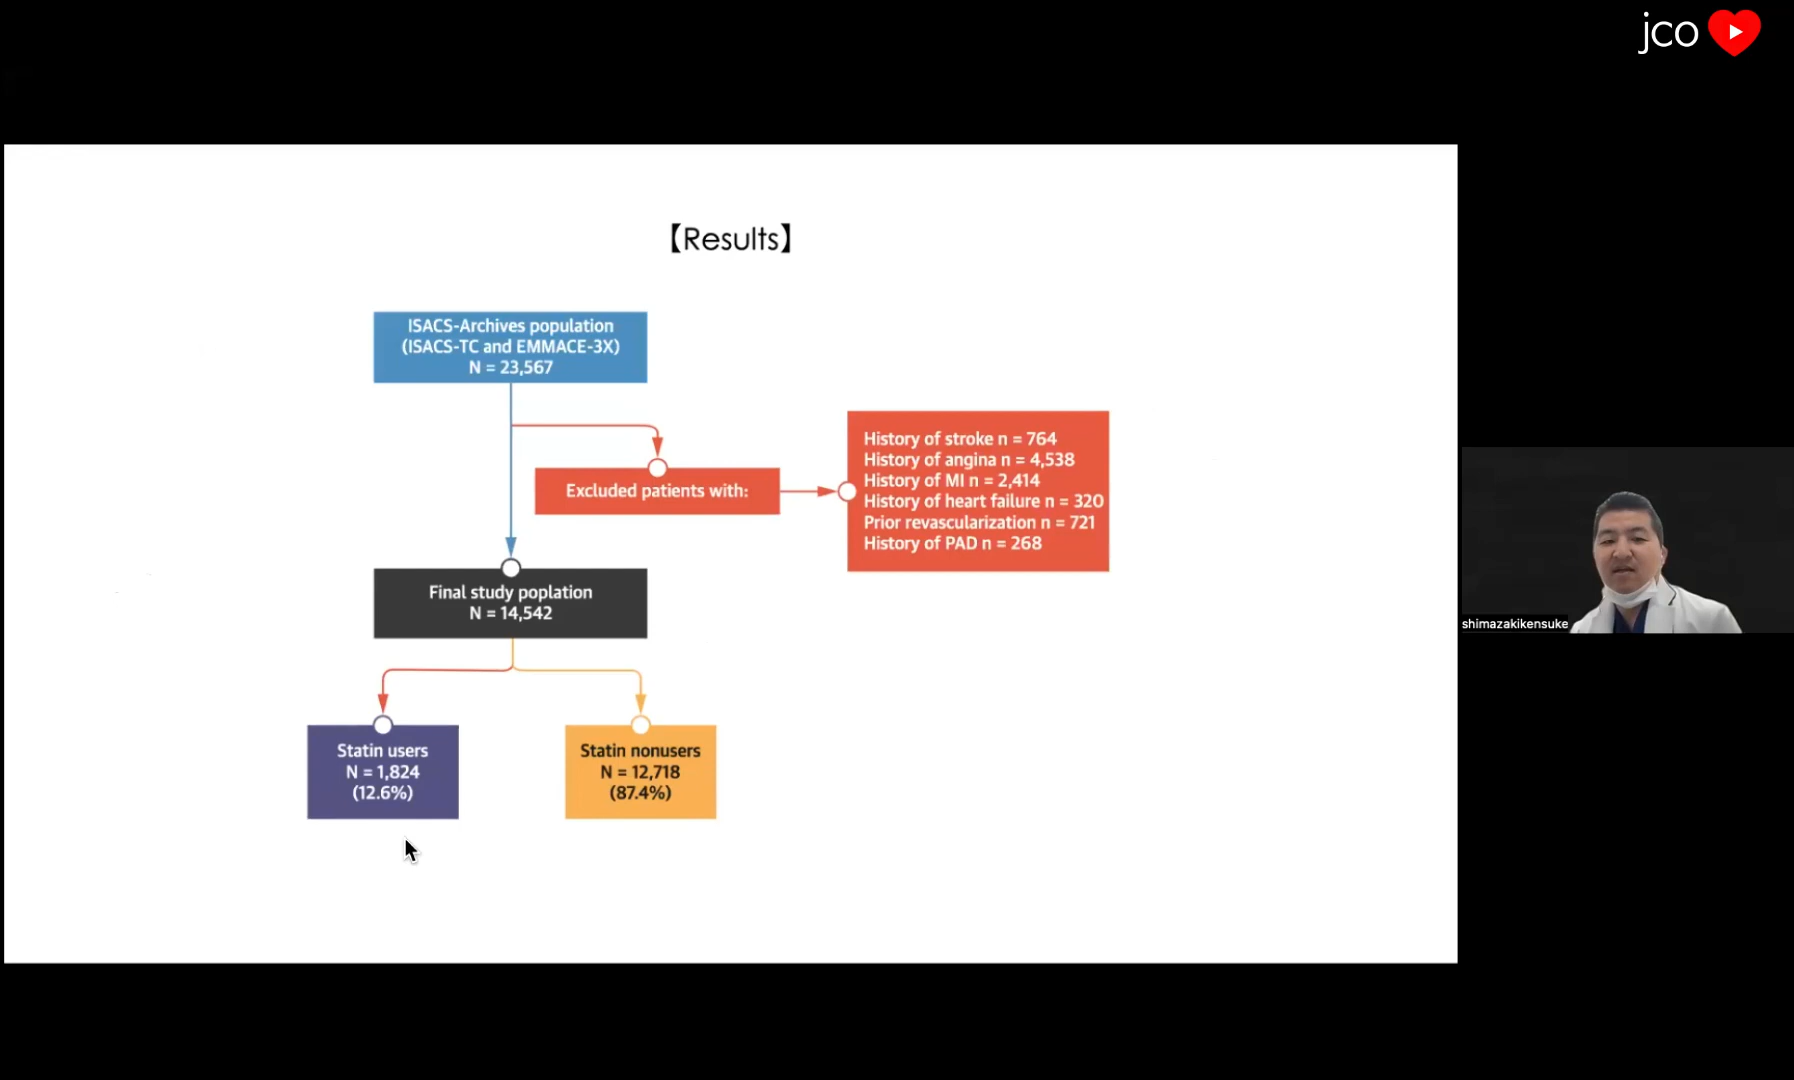 jco
【Results】
ISACS-Archives population
(ISACS-TC and EMMACE-3X)
N = 23,567
Excluded patients with:
History of stroke n = 764
History of angina n = 4,538
History of MI n = 2,414
History of heart failure n = 320
Prior revascularization n = 721
History of PAD n = 268
Final study poplation
N = 14,542
Statin users
N = 1,824
(12.6%)
Statin nonusers
N = 12,718
(87.4%)
shimazakikensuke